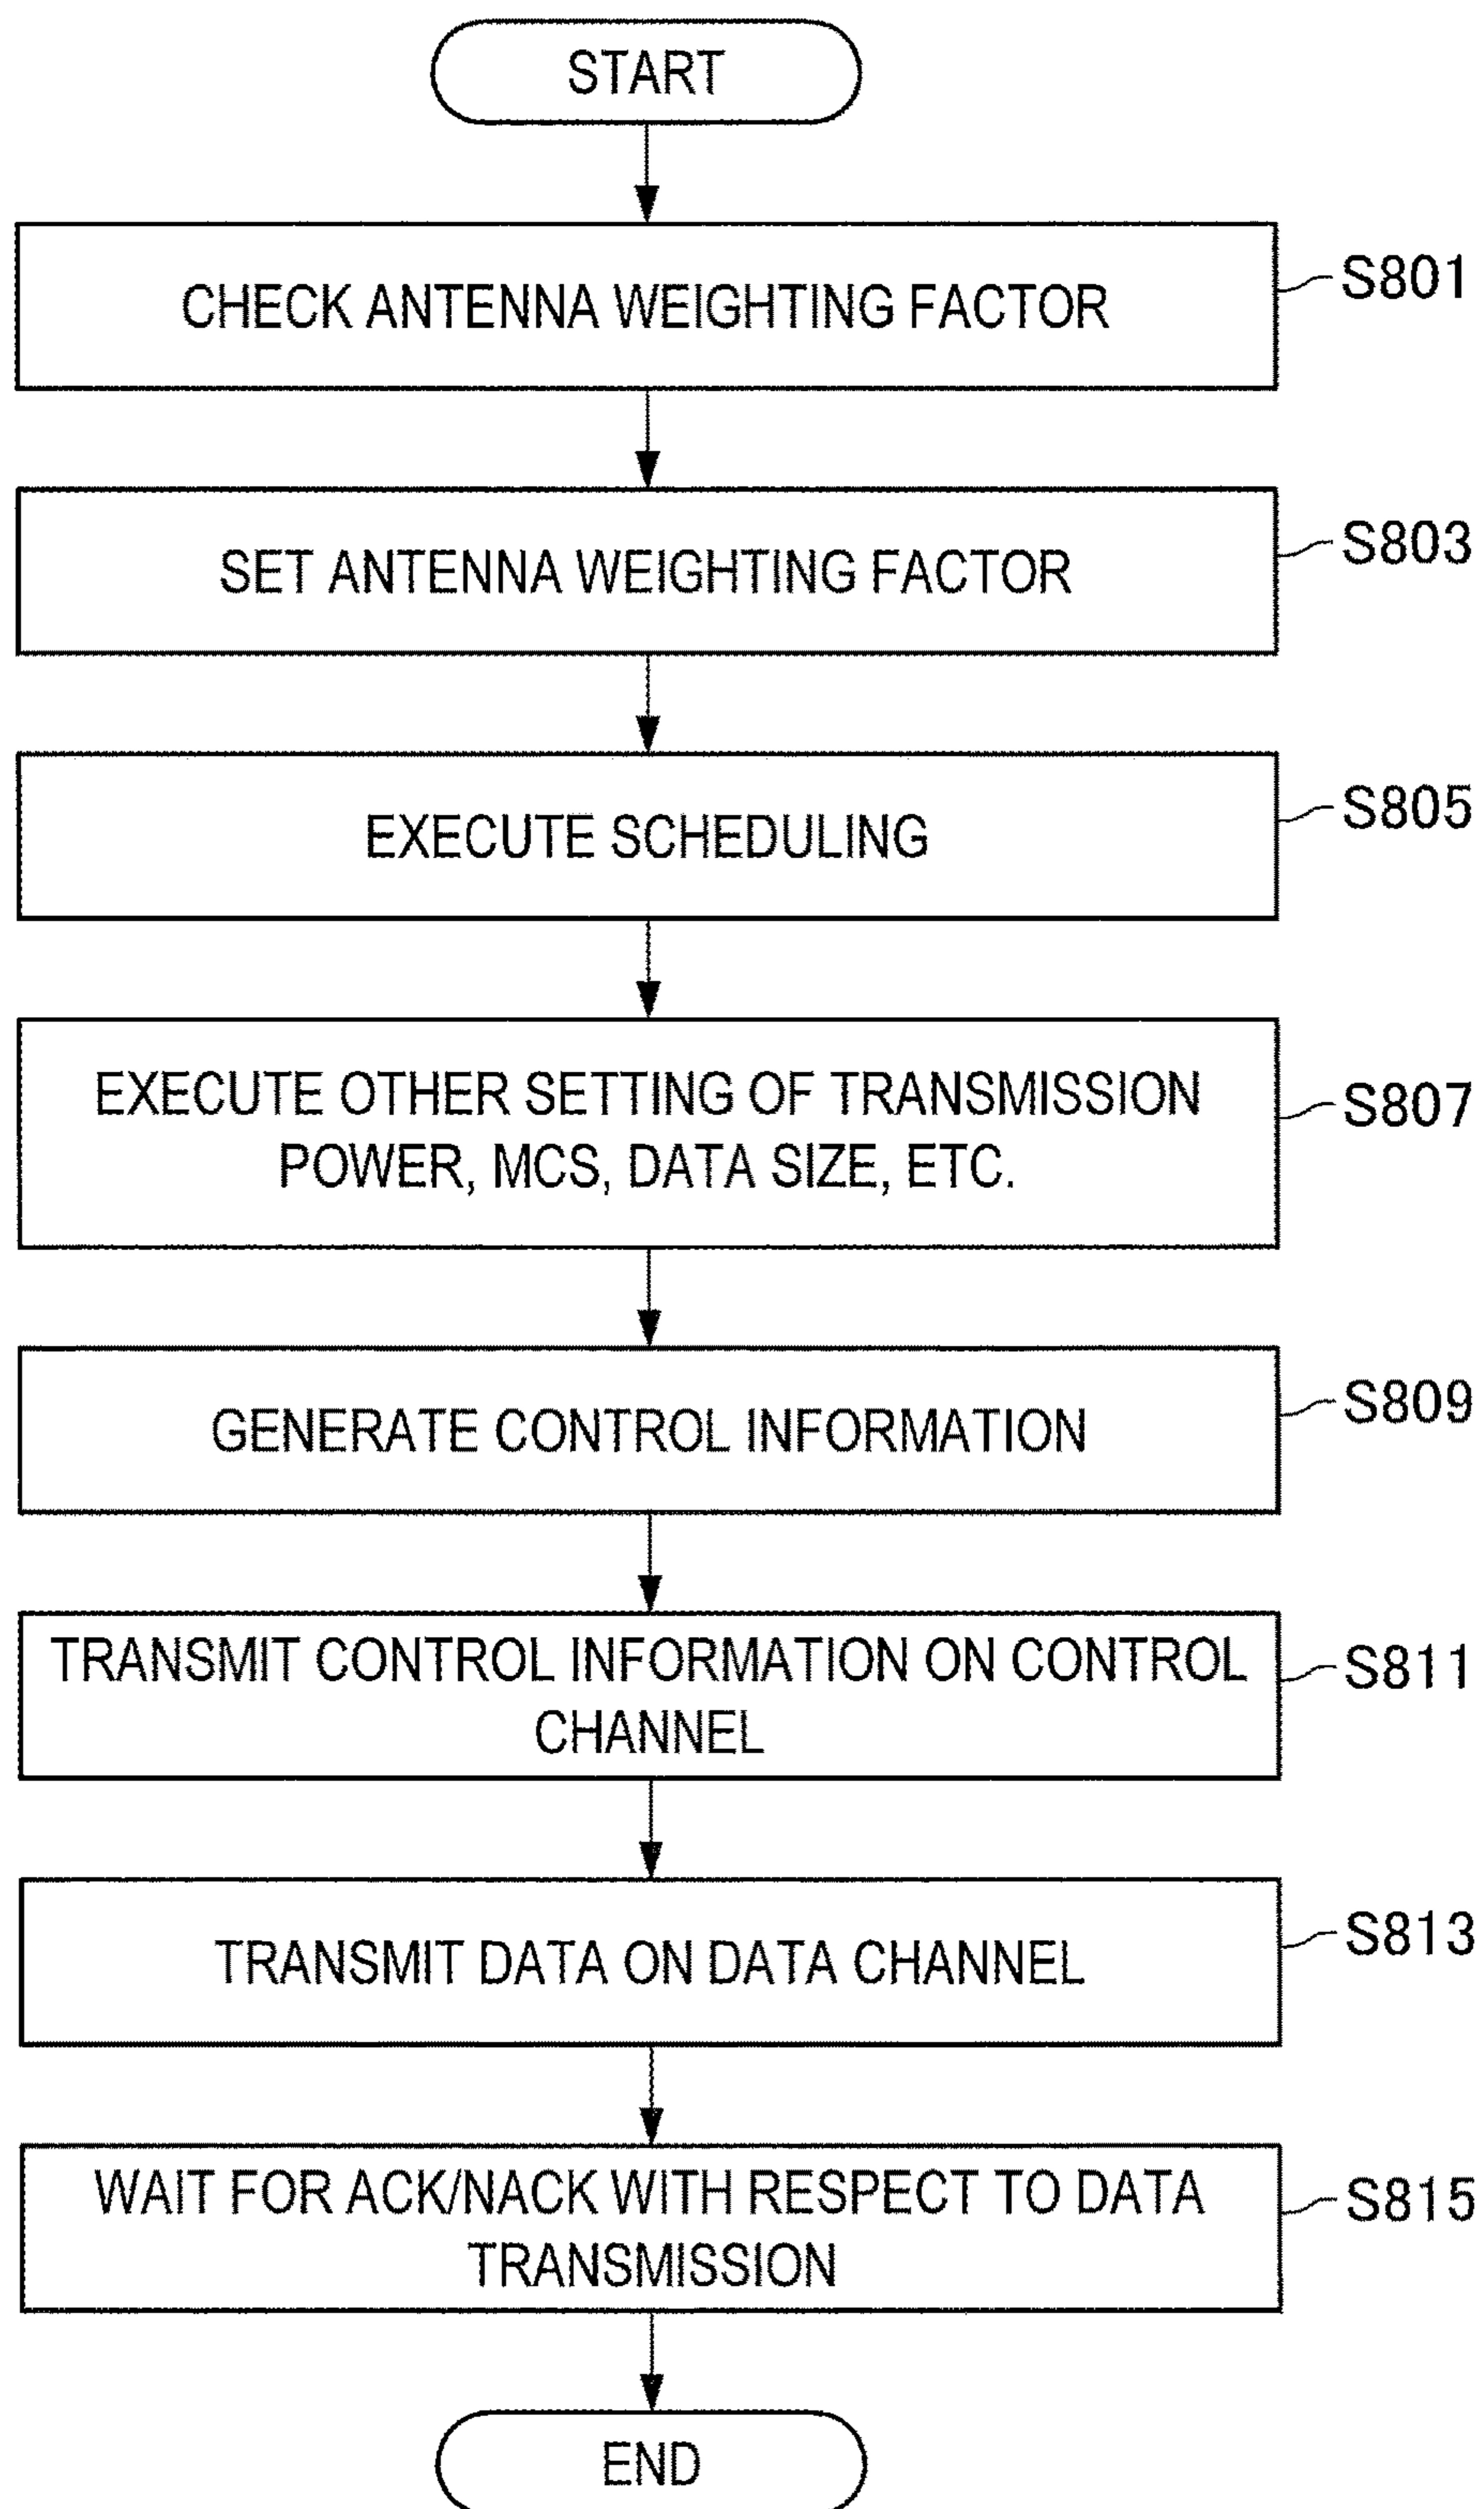 START
CHECK ANTENNA WEIGHTING FACTOR
S801
SET ANTENNA WEIGHTING FACTOR
S803
EXECUTE SCHEDULING
S805
EXECUTE OTHER SETTING OF TRANSMISSION
POWER, MCS, DATA SIZE, ETC.
S807
GENERATE CONTROL INFORMATION
S809
TRANSMIT CONTROL INFORMATION ON CONTROL
CHANNEL
S811
TRANSMIT DATA ON DATA CHANNEL
S813
WAIT FOR ACK/NACK WITH RESPECT TO DATA
TRANSMISSION
S815
END